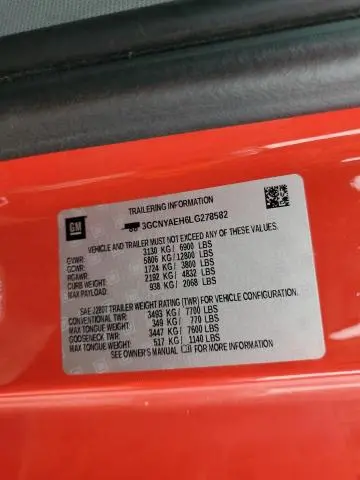 GM
TRAILERING INFORMATION
3GCNYAEH6LG278582
VEHICLE AND TRAILER MUST NOT EXCEED ANY OF THESE VALUES.
GVWR: 3130 KG/ 6900 LBS
GCWR: 5806 KG/12800 LBS
RGAWR: 1724 KG/ 3800 LBS
CURB WEIGHT: 2192 KG/ 4832 LBS
MAX PAYLOAD: 938 KG/ 2068 LBS
SAE J2807 TRAILER WEIGHT RATING (TWR) FOR VEHICLE CONFIGURATION.
CONVENTIONAL TWR: 3493 KG/ 7700 LBS
MAX TONGUE WEIGHT: 349 KG/ 770 LBS
GOOSENECK TWR: 3447 KG/ 7600 LBS
MAX TONGUE WEIGHT: 517 KG/ 1140 LBS
SEE OWNER'S MANUAL FOR MORE INFORMATION